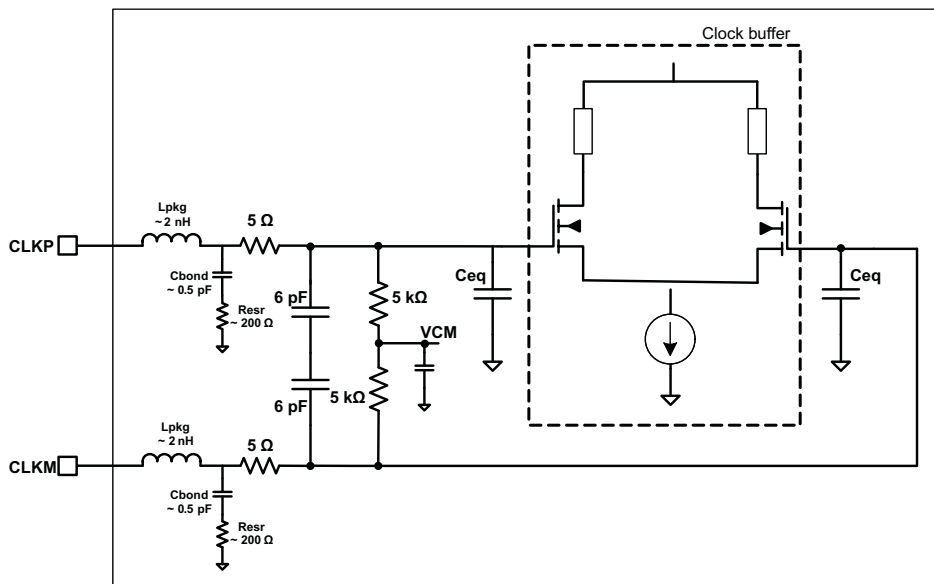 Clock buffer
Lpkg
~ 2 nH
5 Ω
CLKP
Cbond
~ 0.5 pF
Resr
~ 200 Ω
6 pF
5 kΩ
Ceq
Ceq
VCM
6 pF
5 kΩ
Lpkg
~ 2 nH
5 Ω
CLKM
Cbond
~ 0.5 pF
Resr
~ 200 Ω